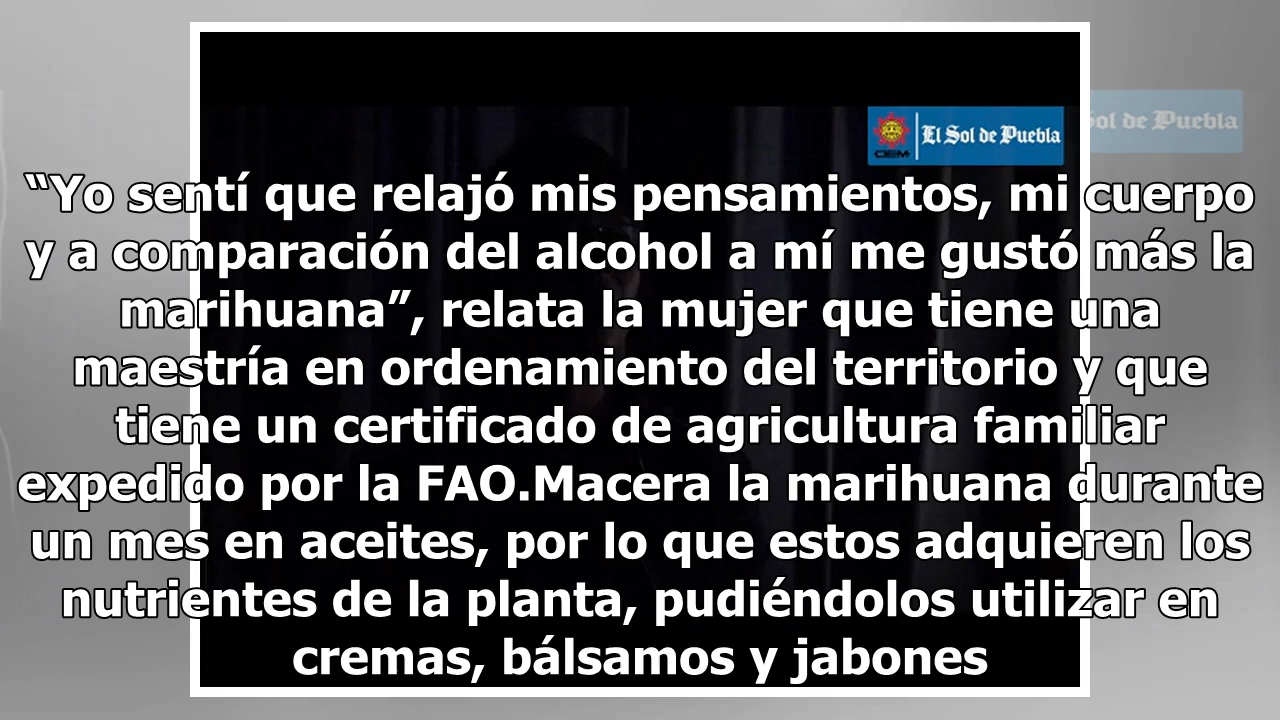 El Sol de Puebla
OEM
Sol de Puebla
“Yo sentí que relajó mis pensamientos, mi cuerpo
y a comparación del alcohol a mí me gustó más la
marihuana”, relata la mujer que tiene una
maestría en ordenamiento del territorio y que
tiene un certificado de agricultura familiar
expedido por la FAO.Macera la marihuana durante
un mes en aceites, por lo que estos adquieren los
nutrientes de la planta, pudiéndolos utilizar en
cremas, bálsamos y jabones